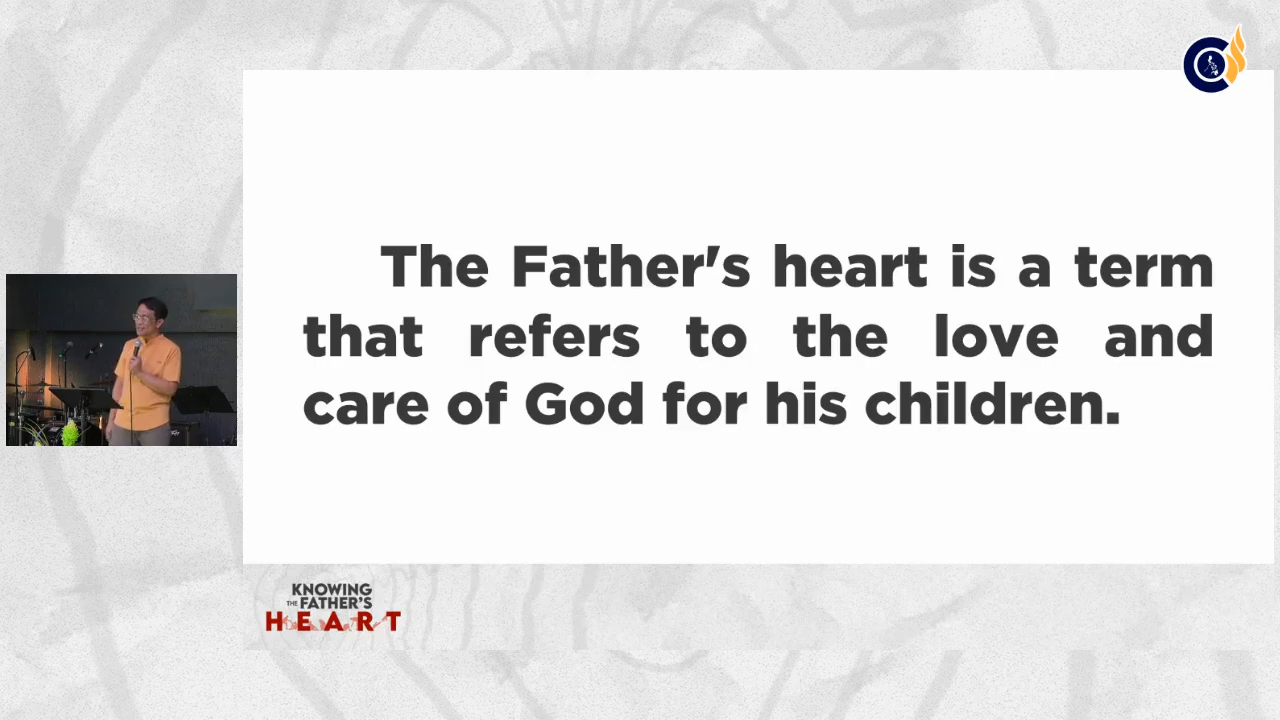 The Father's heart is a term
that refers to the love and
care of God for his children.
KNOWING
THE FATHER'S
HEART